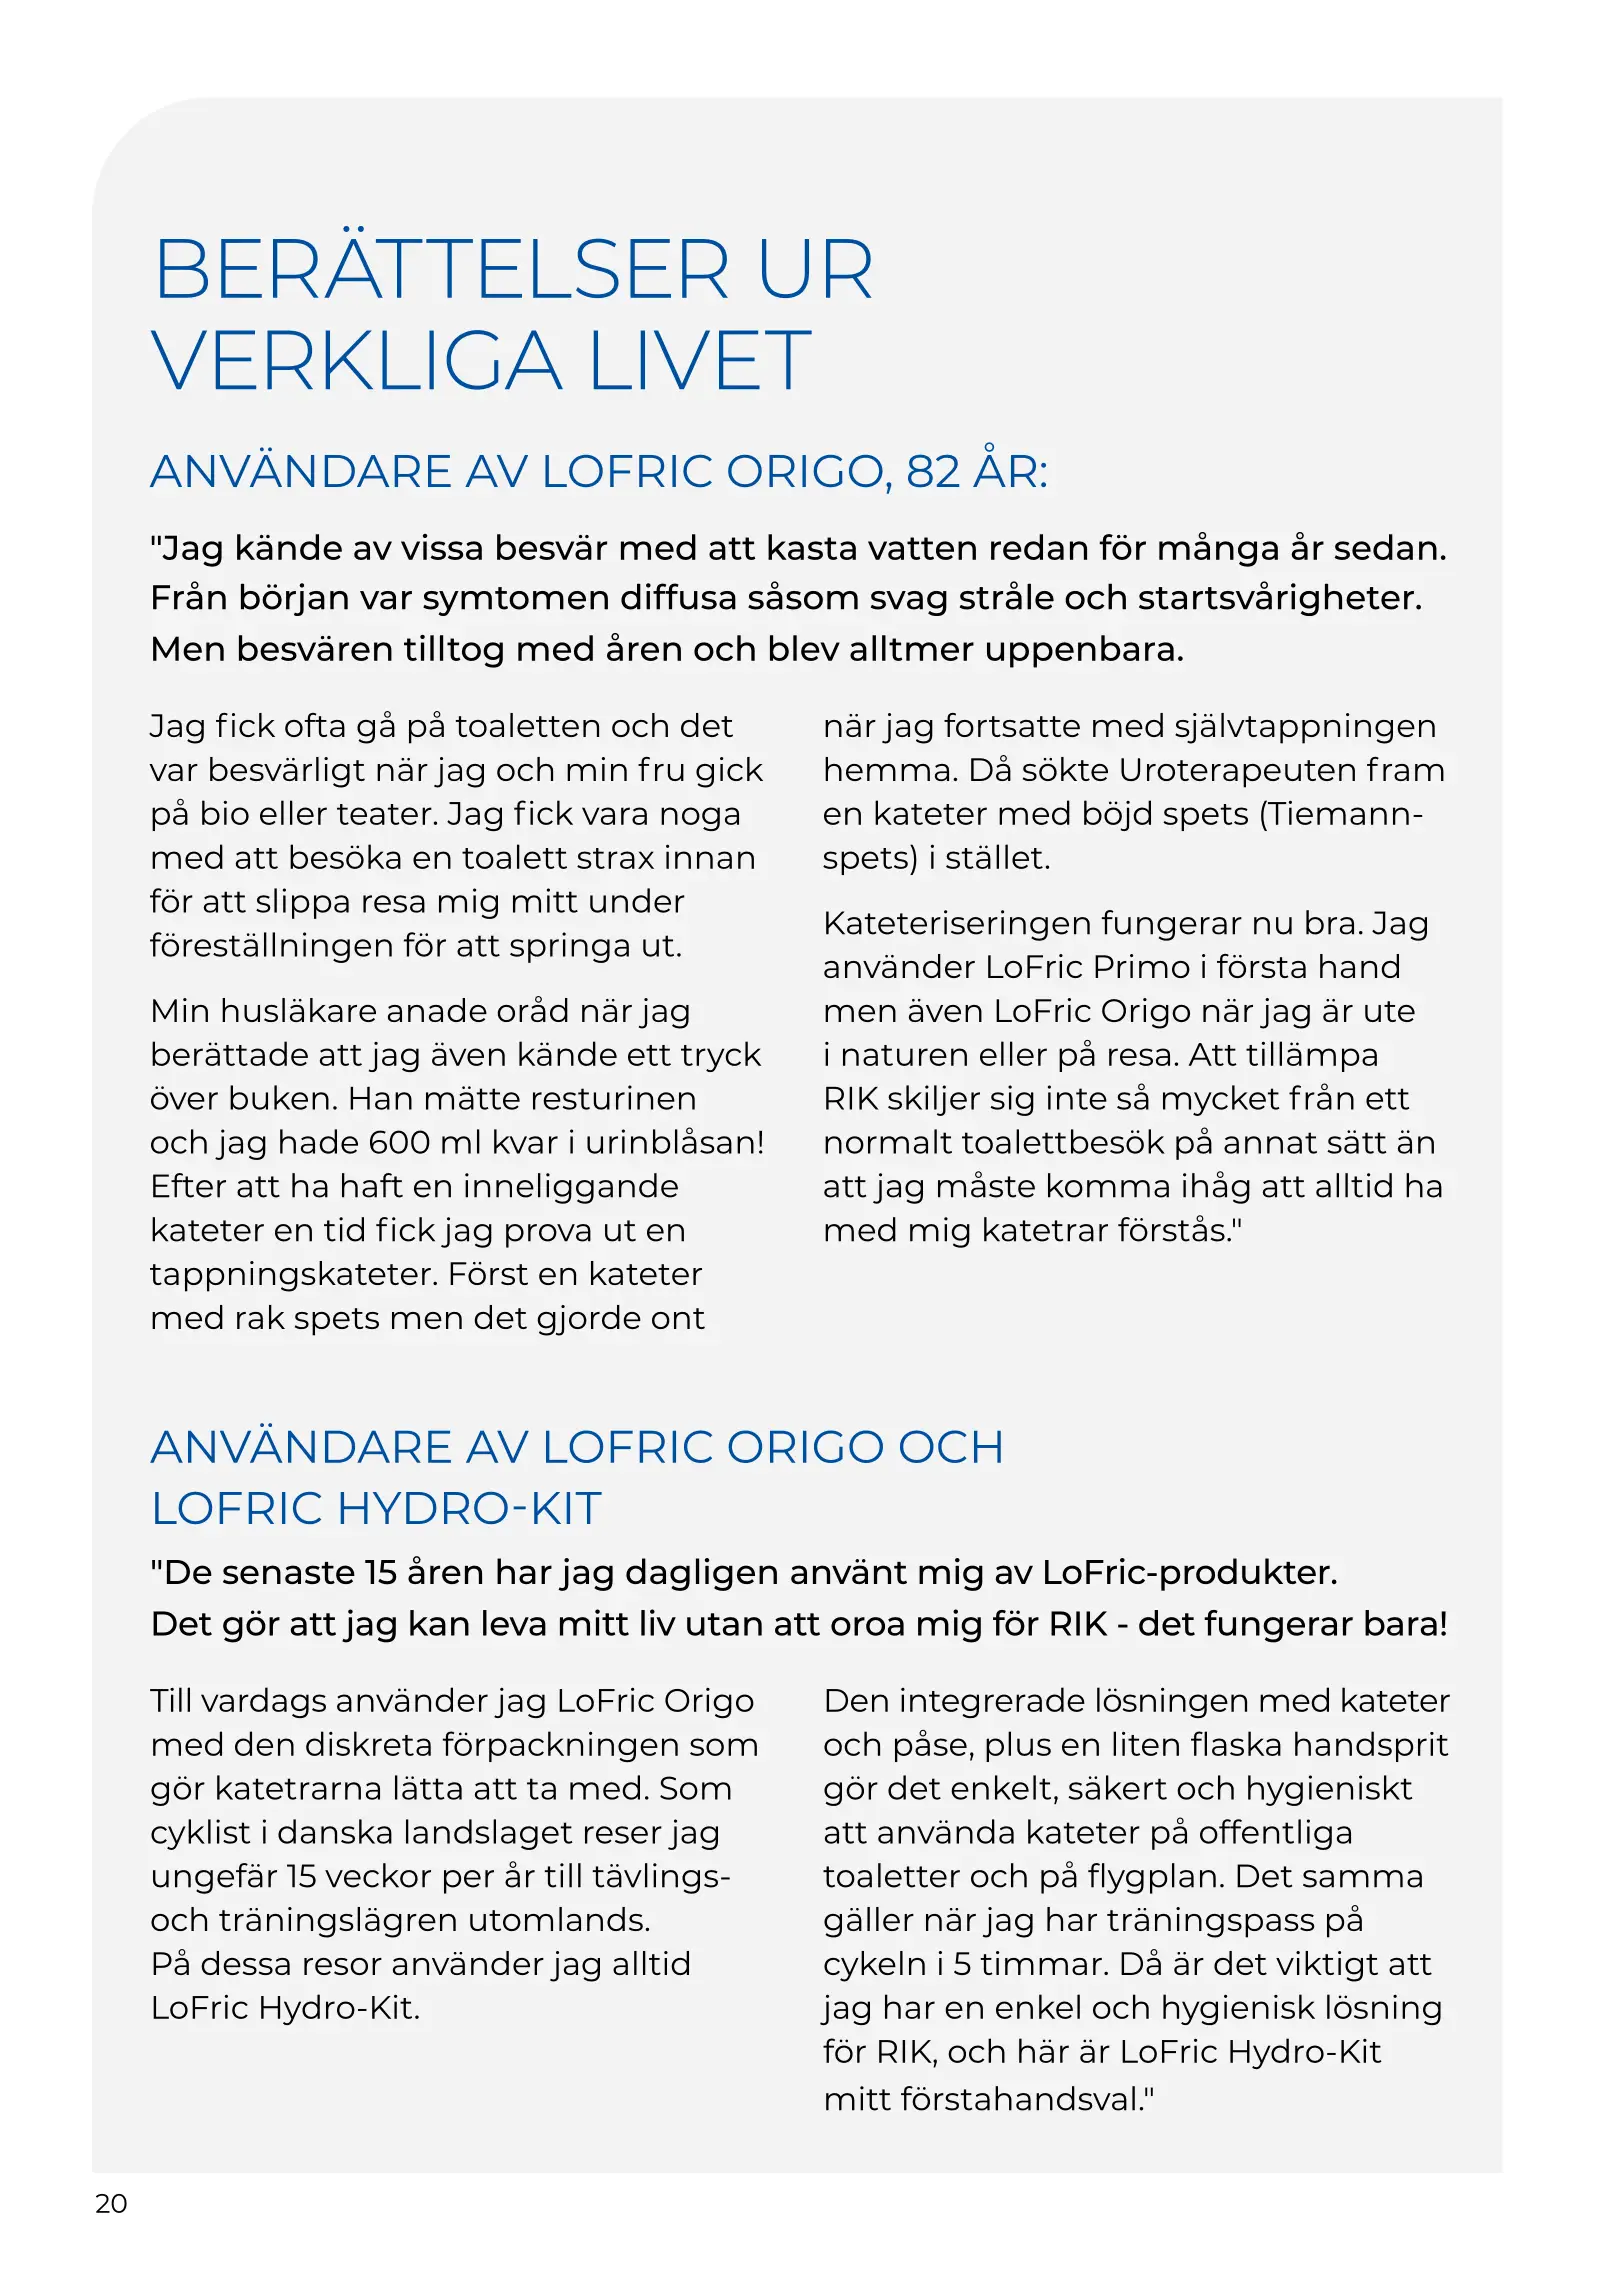 BERÄTTELSER UR
VERKLIGA LIVET
ANVÄNDARE AV LOFRIC ORIGO, 82 ÅR:
"Jag kände av vissa besvär med att kasta vatten redan för många år sedan.
Från början var symtomen diffusa såsom svag stråle och startsvårigheter.
Men besvären tilltog med åren och blev alltmer uppenbara.
Jag fick ofta gå på toaletten och det
var besvärligt när jag och min fru gick
på bio eller teater. Jag fick vara noga
med att besöka en toalett strax innan
för att slippa resa mig mitt under
föreställningen för att springa ut.
Min husläkare anade oråd när jag
berättade att jag även kände ett tryck
över buken. Han mätte resturinen
och jag hade 600 ml kvar i urinblåsan!
Efter att ha haft en inneliggande
kateter en tid fick jag prova ut en
tappningskateter. Först en kateter
med rak spets men det gjorde ont
när jag fortsatte med självtappningen
hemma. Då sökte Uroterapeuten fram
en kateter med böjd spets (Tiemann-
spets) i stället.
Kateteriseringen fungerar nu bra. Jag
använder LoFric Primo i första hand
men även LoFric Origo när jag är ute
i naturen eller på resa. Att tillämpa
RIK skiljer sig inte så mycket från ett
normalt toalettbesök på annat sätt än
att jag måste komma ihåg att alltid ha
med mig katetrar förstås."
ANVÄNDARE AV LOFRIC ORIGO OCH
LOFRIC HYDRO-KIT
"De senaste 15 åren har jag dagligen använt mig av LoFric-produkter.
Det gör att jag kan leva mitt liv utan att oroa mig för RIK - det fungerar bara!
Till vardags använder jag LoFric Origo
med den diskreta förpackningen som
gör katetrarna lätta att ta med. Som
cyklist i danska landslaget reser jag
ungefär 15 veckor per år till tävlings-
och träningslägren utomlands.
På dessa resor använder jag alltid
LoFric Hydro-Kit.
Den integrerade lösningen med kateter
och påse, plus en liten flaska handsprit
gör det enkelt, säkert och hygieniskt
att använda kateter på offentliga
toaletter och på flygplan. Det samma
gäller när jag har träningspass på
cykeln i 5 timmar. Då är det viktigt att
jag har en enkel och hygienisk lösning
för RIK, och här är LoFric Hydro-Kit
mitt förstahandsval."
20